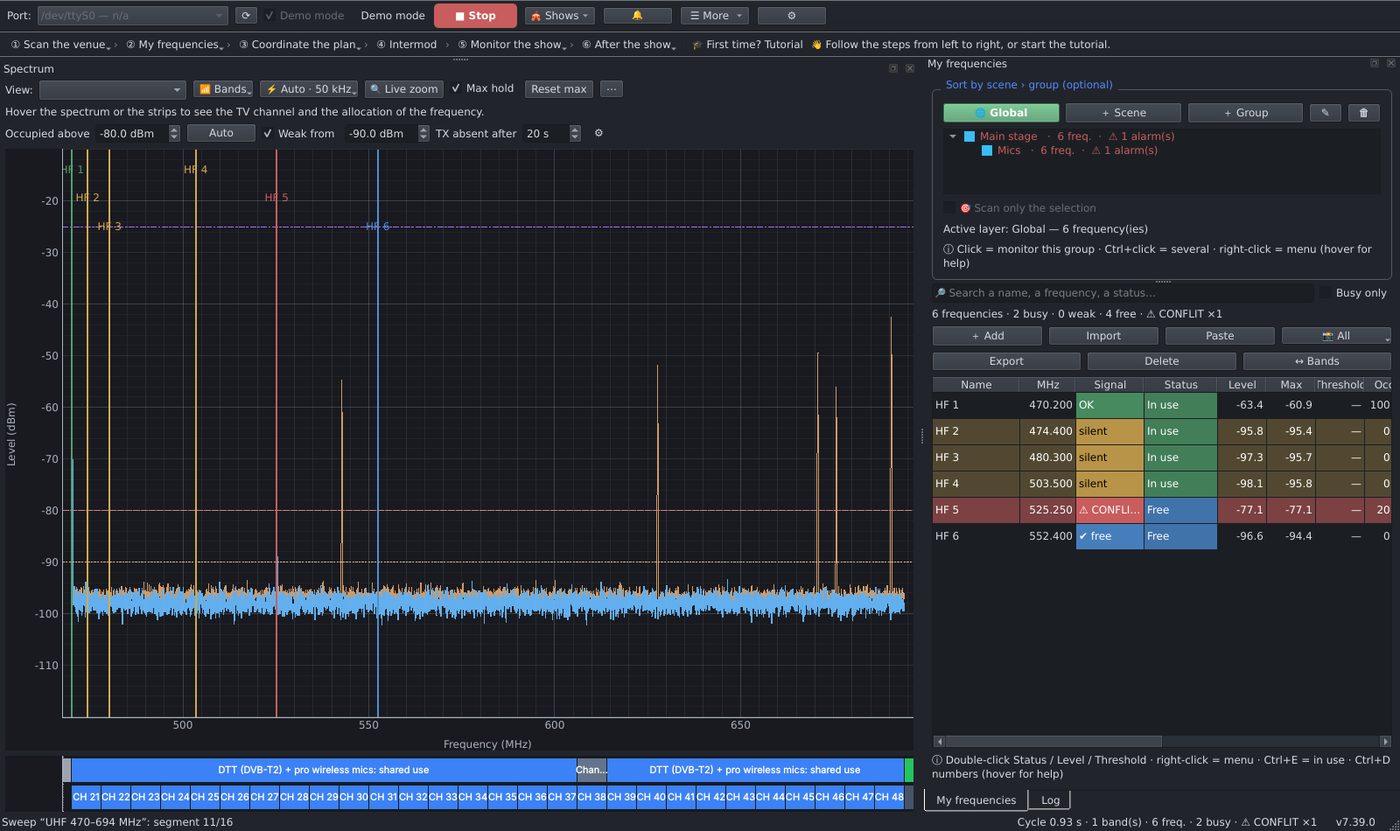 Port: /dev/ttyS0 — n/a ⟳ ✓ Demo mode Demo mode ■ Stop 🎪 Shows 🔔 ☰ More ⚙
① Scan the venue › ② My frequencies › ③ Coordinate the plan › ④ Intermod › ⑤ Monitor the show › ⑥ After the show 🎓 First time? Tutorial 👋 Follow the steps from left to right, or start the tutorial.
Spectrum
View: 📶 Bands ⚡ Auto · 50 kHz 🔍 Live zoom ✓ Max hold Reset max ⋯
Hover the spectrum or the strips to see the TV channel and the allocation of the frequency.
Occupied above -80.0 dBm Auto ✓ Weak from -90.0 dBm TX absent after 20 s ⚙
HF 1
HF 4
HF 2
HF 5
HF 3
HF 6
-20
-30
-40
-50
-60
-70
-80
-90
-100
-110
Level (dBm)
500 550 600 650
Frequency (MHz)
DTT (DVB-T2) + pro wireless mics: shared use Chan... DTT (DVB-T2) + pro wireless mics: shared use
CH 21 CH 22 CH 23 CH 24 CH 25 CH 26 CH 27 CH 28 CH 29 CH 30 CH 31 CH 32 CH 33 CH 34 CH 35 CH 36 CH 37 CH 38 CH 39 CH 40 CH 41 CH 42 CH 43 CH 44 CH 45 CH 46 CH 47 CH 48
Sweep “UHF 470–694 MHz”: segment 11/16
My frequencies
Sort by scene › group (optional)
🌐 Global + Scene + Group ✎ 🗑
Main stage · 6 freq. · ⚠ 1 alarm(s)
Mics · 6 freq. · ⚠ 1 alarm(s)
🎯 Scan only the selection
Active layer: Global — 6 frequency(ies)
ⓘ Click = monitor this group · Ctrl+click = several · right-click = menu (hover for
help)
🔎 Search a name, a frequency, a status… Busy only
6 frequencies · 2 busy · 0 weak · 4 free · ⚠ CONFLIT ×1
+ Add Import Paste 📸 All
Export Delete ↔ Bands
Name MHz Signal Status Level Max Threshold Occ
HF 1 470.200 OK In use -63.4 -60.9 — 100
HF 2 474.400 silent In use -95.8 -95.4 — 0
HF 3 480.300 silent In use -97.3 -95.7 — 0
HF 4 503.500 silent In use -98.1 -95.8 — 0
HF 5 525.250 ⚠ CONFLI... Free -77.1 -77.1 — 20
HF 6 552.400 ✔ free Free -96.6 -94.4 — 0
ⓘ Double-click Status / Level / Threshold · right-click = menu · Ctrl+E = in use · Ctrl+D
numbers (hover for help)
My frequencies Log
Cycle 0.93 s · 1 band(s) · 6 freq. · 2 busy · ⚠ CONFLIT ×1 v7.39.0